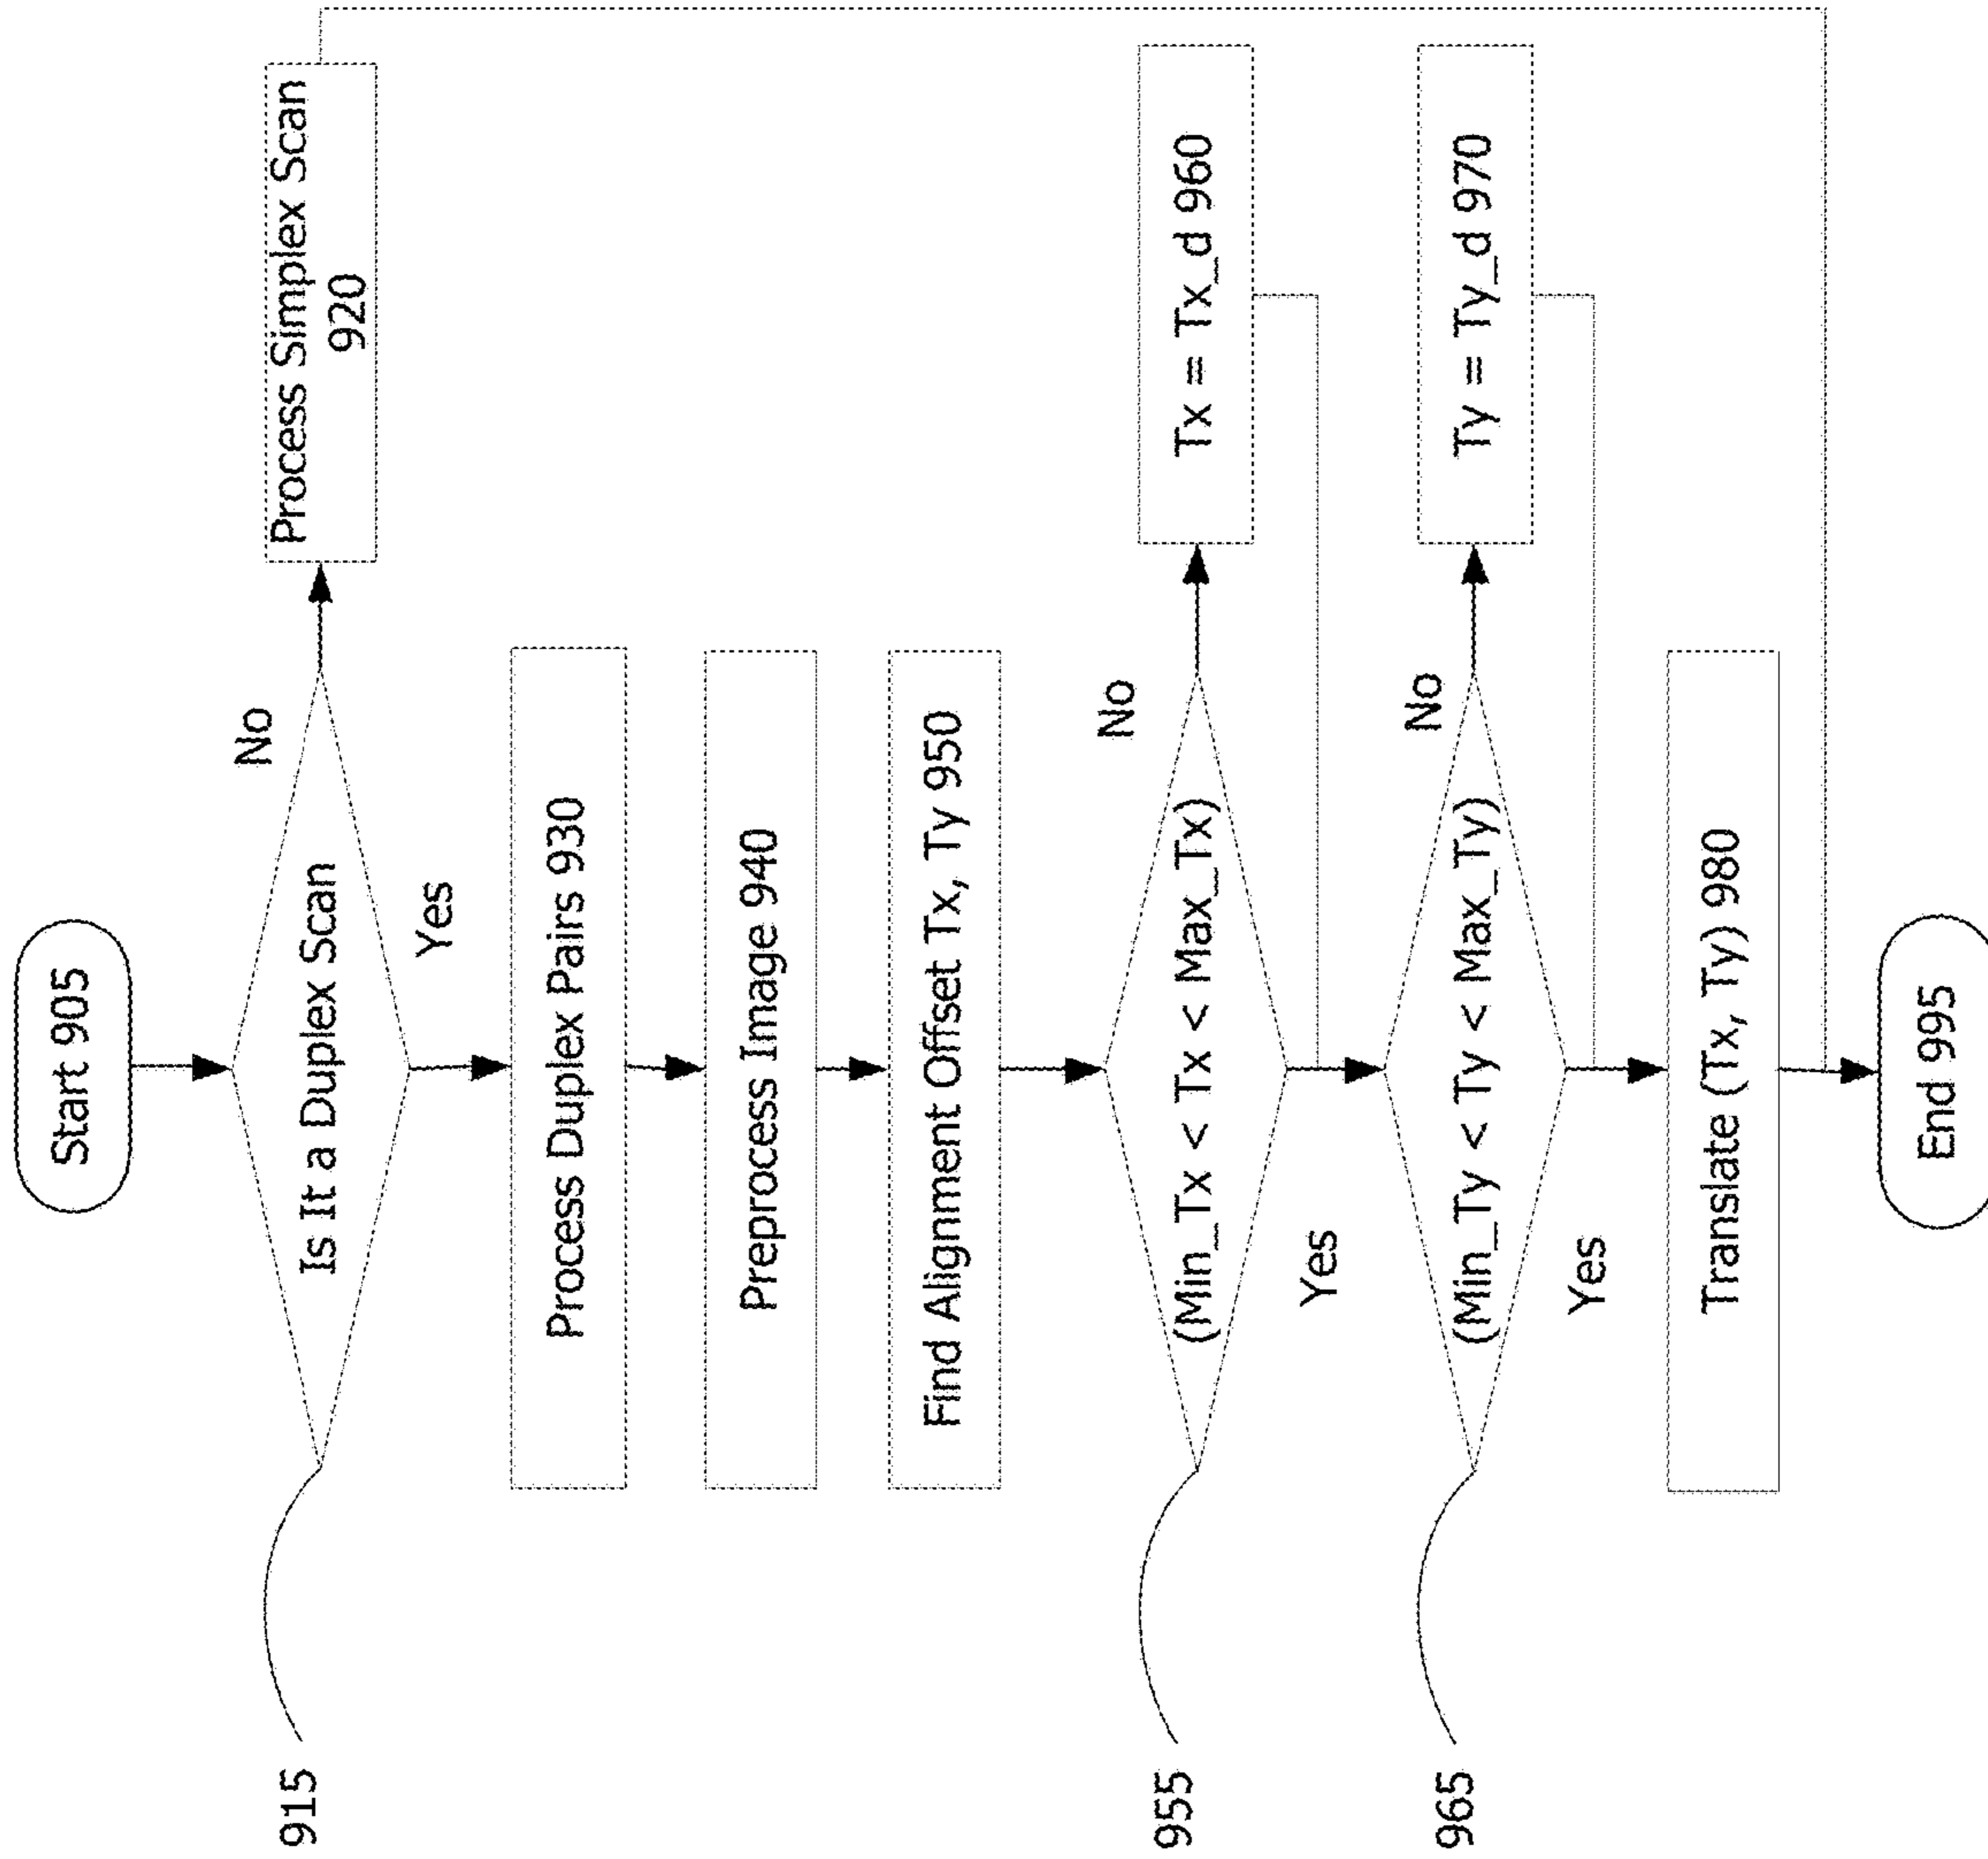 Start 905
915
Is It a Duplex Scan
No
Process Simplex Scan
920
Yes
Process Duplex Pairs 930
Preprocess Image 940
Find Alignment Offset Tx, Ty 950
955
(Min_Tx < Tx < Max_Tx)
No
Tx = Tx_d 960
Yes
965
(Min_Ty < Ty < Max_Ty)
No
Ty = Ty_d 970
Yes
Translate (Tx, Ty) 980
End 995